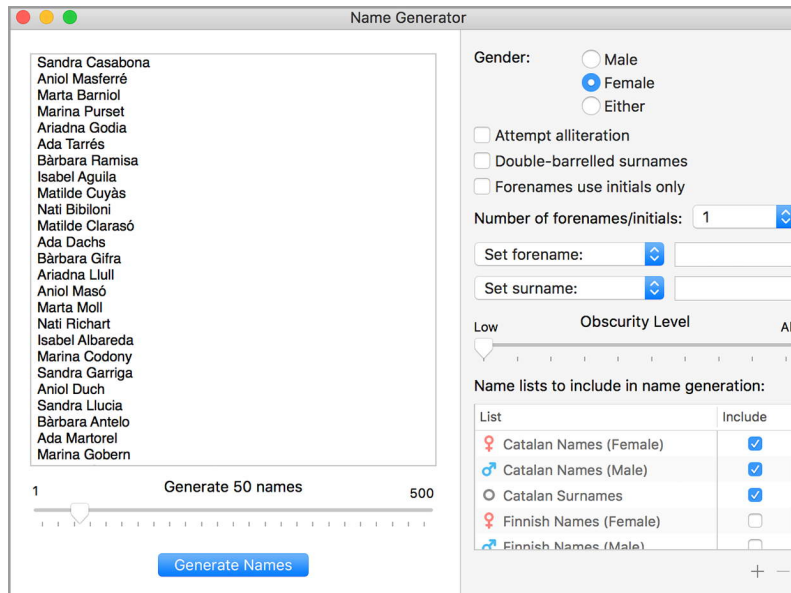 Name Generator
Sandra Casabona
Aniol Masferré
Marta Barniol
Marina Purset
Ariadna Godia
Ada Tarrés
Bàrbara Ramisa
Isabel Aguila
Matilde Cuyàs
Nati Bibiloni
Matilde Clarasó
Ada Dachs
Bàrbara Gifra
Ariadna Llull
Aniol Masó
Marta Moll
Nati Richart
Isabel Albareda
Marina Codony
Sandra Garriga
Aniol Duch
Sandra Llucia
Bàrbara Antelo
Ada Martorel
Marina Gobern
1 Generate 50 names 500
Generate Names
Gender: Male
Female
Either
Attempt alliteration
Double-barrelled surnames
Forenames use initials only
Number of forenames/initials: 1
Set forename:
Set surname:
Low Obscurity Level
Name lists to include in name generation:
List Include
Catalan Names (Female)
Catalan Names (Male)
Catalan Surnames
Finnish Names (Female)
Finnish Names (Male)